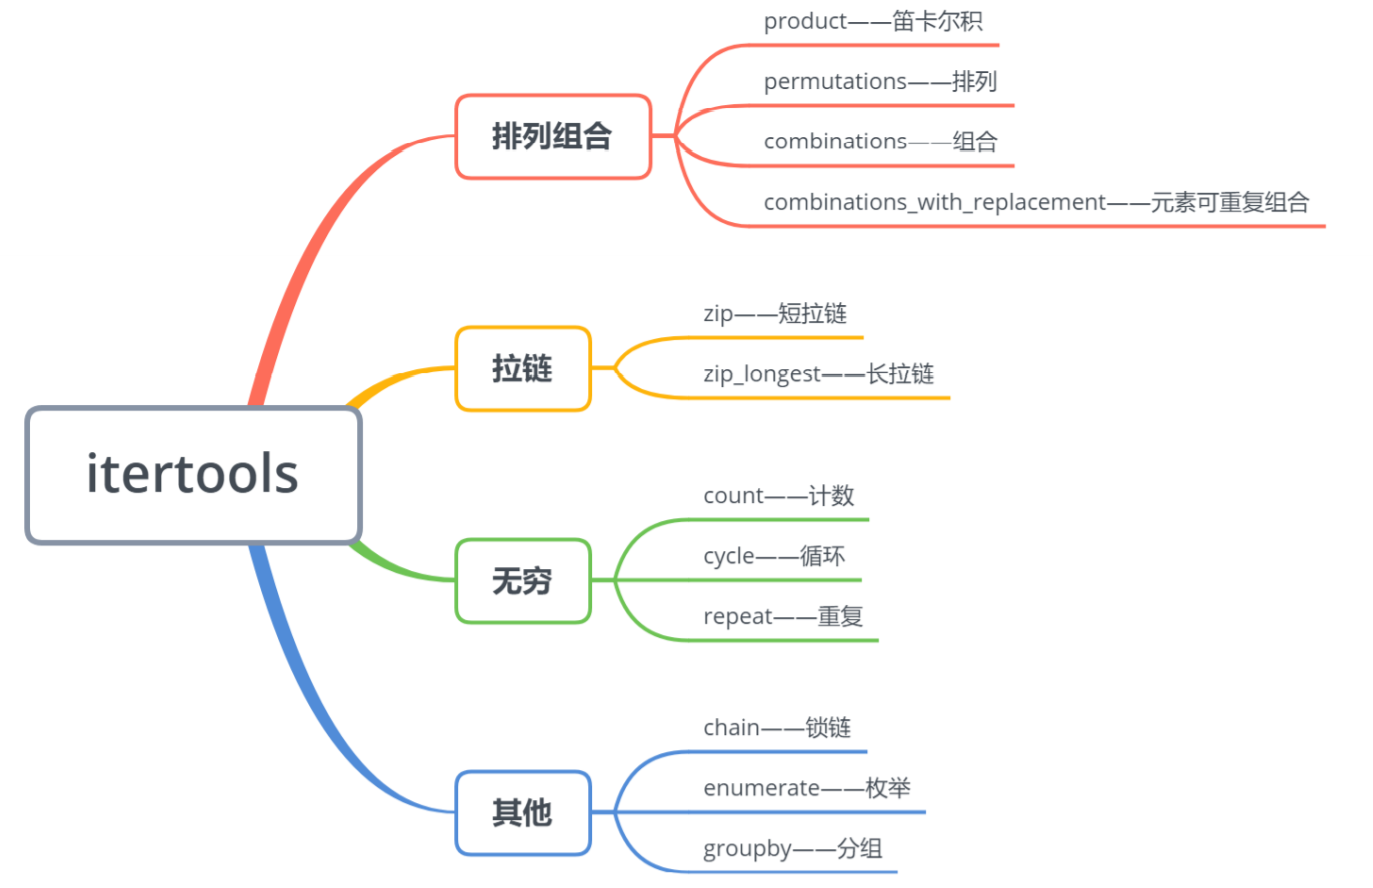 itertools
排列组合
product——笛卡尔积
permutations——排列
combinations——组合
combinations_with_replacement——元素可重复组合
拉链
zip——短拉链
zip_longest——长拉链
无穷
count——计数
cycle——循环
repeat——重复
其他
chain——锁链
enumerate——枚举
groupby——分组